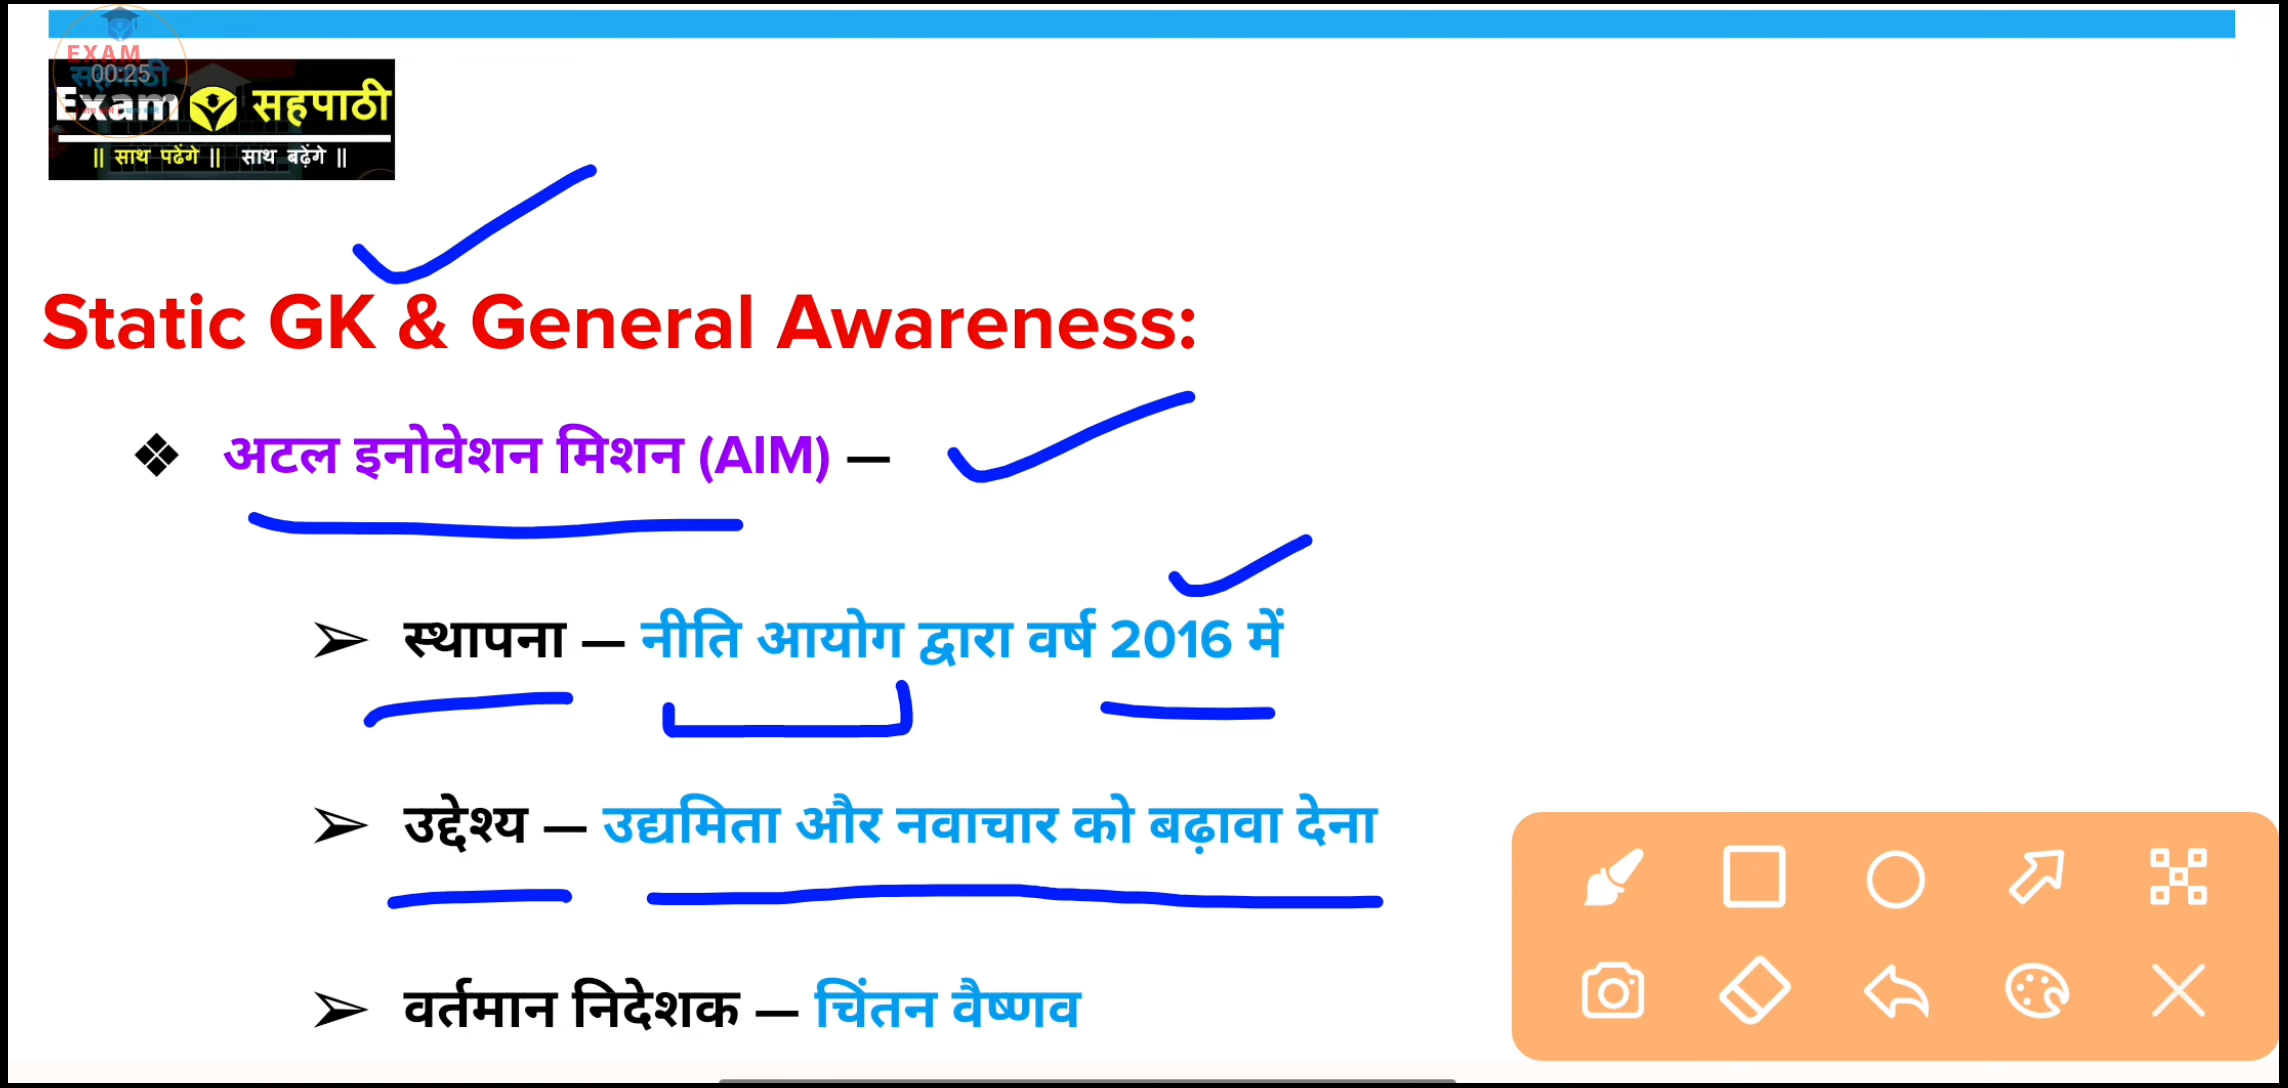 EXAM
सहपाठी
00:25
Exam सहपाठी
|| साथ पढेंगे || साथ बढ़ेंगे ||
Static GK & General Awareness:
❖ अटल इनोवेशन मिशन (AIM) —
➢ स्थापना — नीति आयोग द्वारा वर्ष 2016 में
➢ उद्देश्य — उद्यमिता और नवाचार को बढ़ावा देना
➢ वर्तमान निदेशक — चिंतन वैष्णव